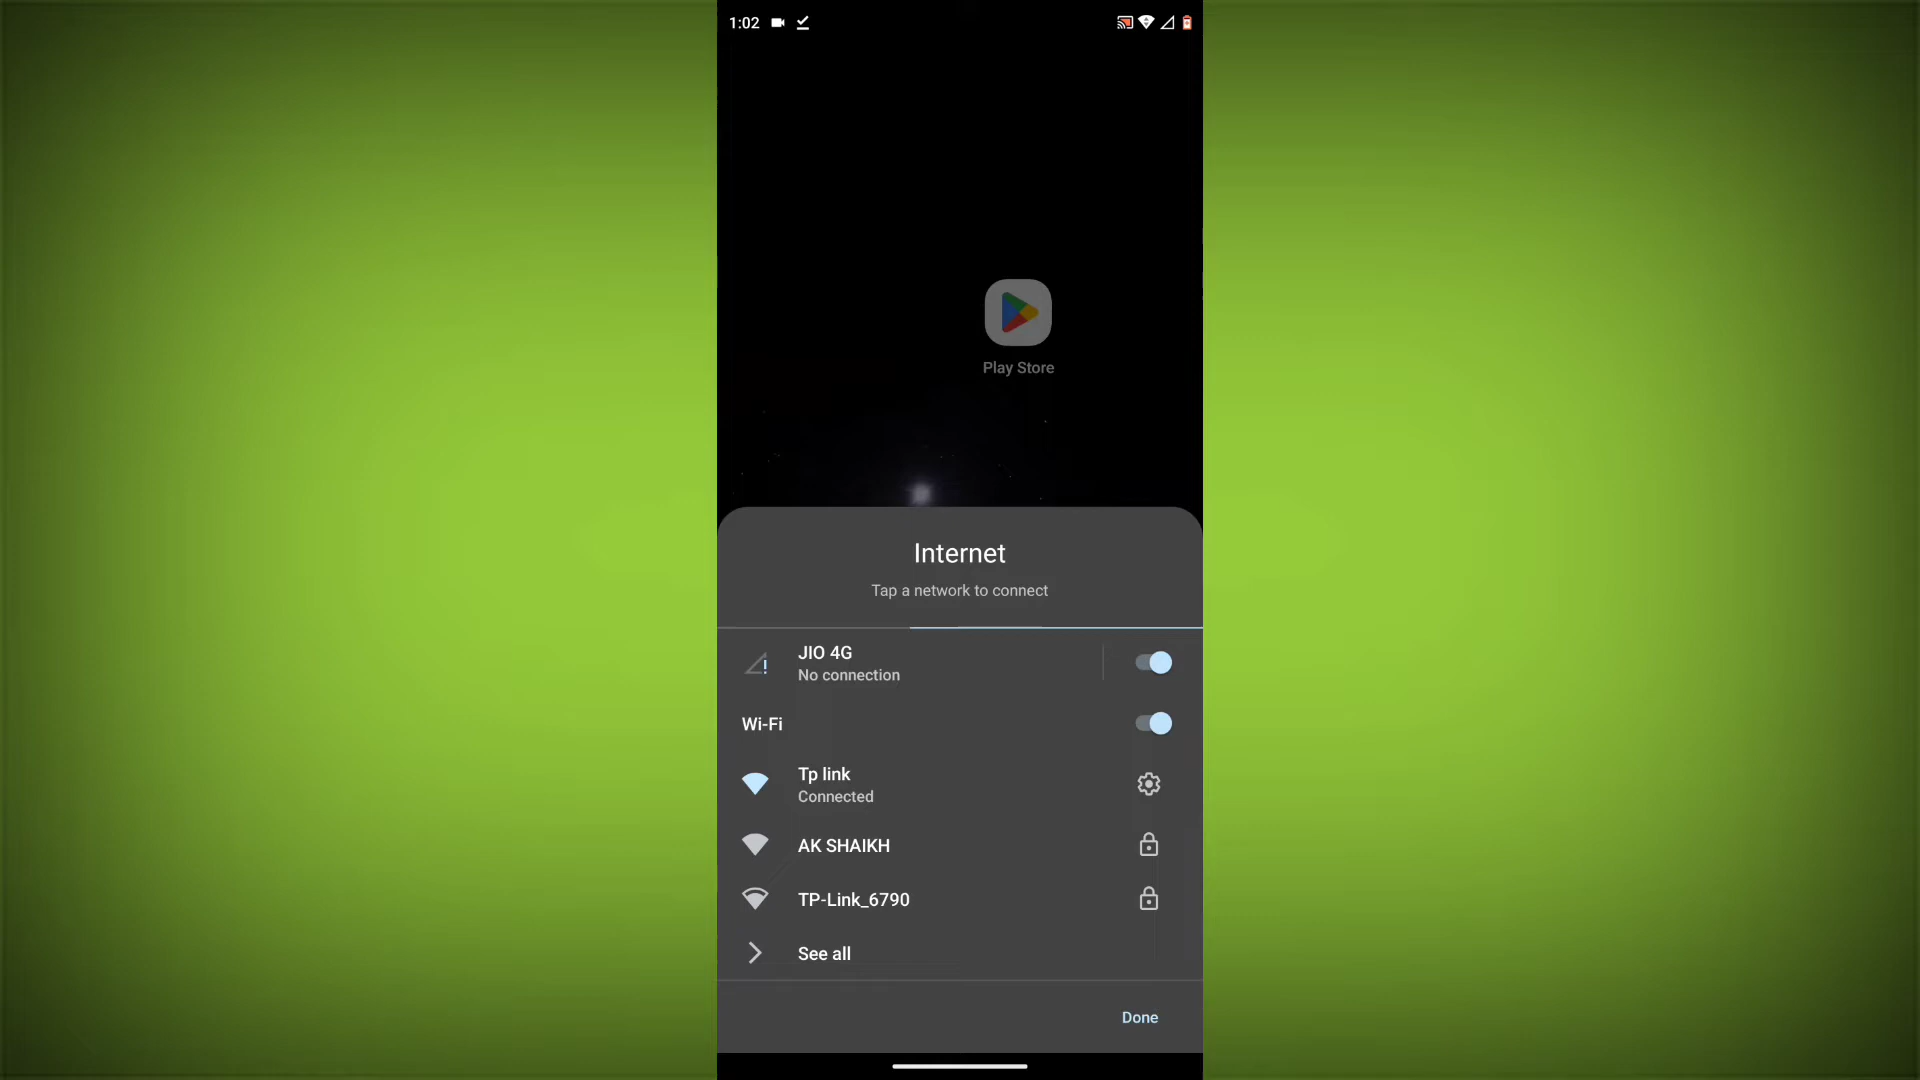 1:02
Play Store
Internet
Tap a network to connect
JIO 4G
No connection
Wi-Fi
Tp link
Connected
AK SHAIKH
TP-Link_6790
See all
Done